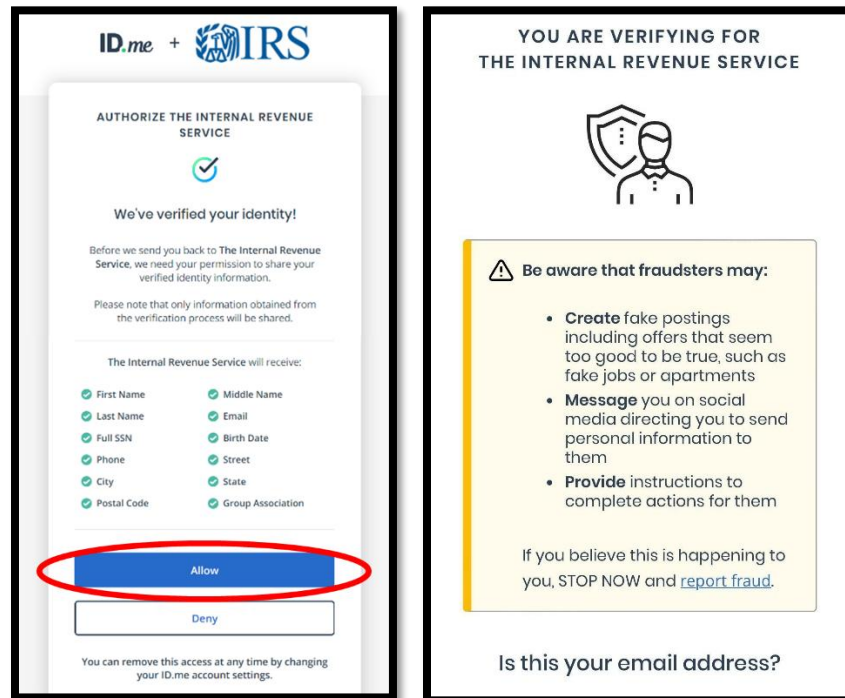 ID.me + IRS
AUTHORIZE THE INTERNAL REVENUE
SERVICE
We've verified your identity!
Before we send you back to The Internal Revenue
Service, we need your permission to share your
verified identity information.
Please note that only information obtained from
the verification process will be shared.
The Internal Revenue Service will receive:
First Name Middle Name
Last Name Email
Full SSN Birth Date
Phone Street
City State
Postal Code Group Association
Allow
Deny
You can remove this access at any time by changing
your ID.me account settings.
YOU ARE VERIFYING FOR
THE INTERNAL REVENUE SERVICE
Be aware that fraudsters may:
• Create fake postings
including offers that seem
too good to be true, such as
fake jobs or apartments
• Message you on social
media directing you to send
personal information to
them
• Provide instructions to
complete actions for them
If you believe this is happening to
you, STOP NOW and report fraud.
Is this your email address?